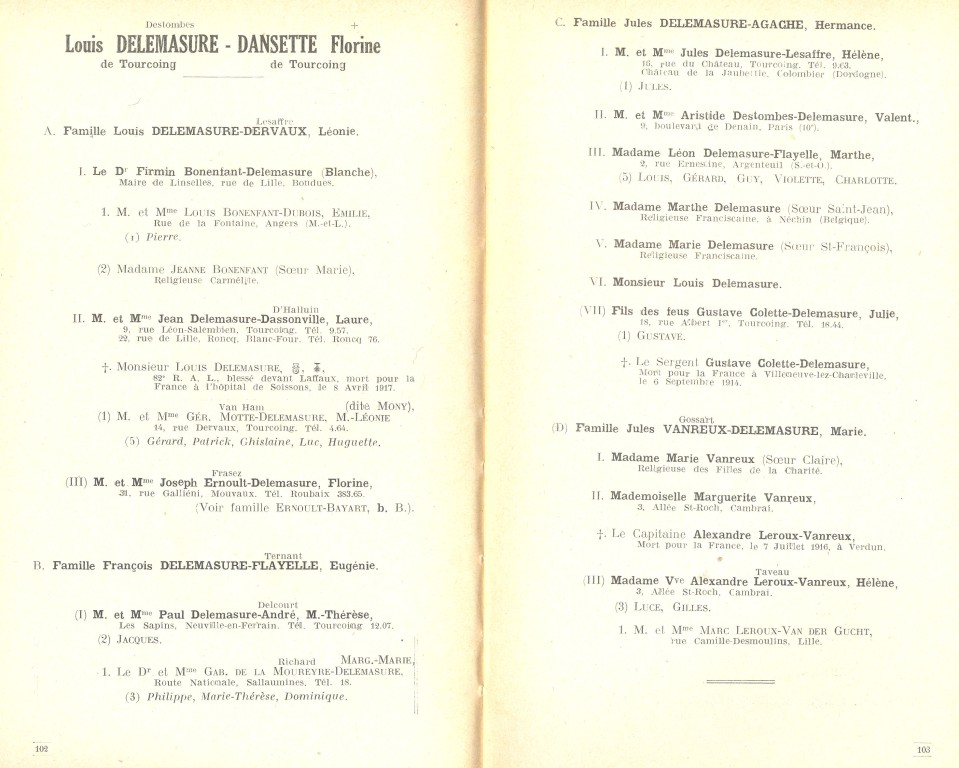 Destombes +
Louis DELEMASURE - DANSETTE Florine
de Tourcoing de Tourcoing
Lesaffre
A. Famille Louis DELEMASURE-DERVAUX, Léonie.
I. Le Dr Firmin Bonenfant-Delemasure (Blanche),
Maire de Linselles, rue de Lille, Bondues.
1. M. et Mme LOUIS BONENFANT-DUBOIS, EMILIE,
Rue de la Fontaine, Angers (M.-et-L.).
(1) Pierre.
(2) Madame JEANNE BONENFANT (Sœur Marie),
Religieuse Carmélite.
D'Halluin
II. M. et Mme Jean Delemasure-Dassonville, Laure,
9, rue Léon-Salembien, Tourcoing. Tél. 9.57.
22, rue de Lille, Roncq, Blanc-Four. Tél. Roncq 76.
†. Monsieur LOUIS DELEMASURE,
82e R. A. L., blessé devant Laffaux, mort pour la
France à l'hôpital de Soissons, le 8 Avril 1917.
Van Ham (dite MONY),
(1) M. et Mme GÉR. MOTTE-DELEMASURE, M.-LÉONIE
14, rue Dervaux, Tourcoing. Tél. 4.64.
(5) Gérard, Patrick, Ghislaine, Luc, Huguette.
Frasez
(III) M. et Mme Joseph Ernoult-Delemasure, Florine,
31, rue Galliéni, Mouvaux. Tél. Roubaix 383.65.
(Voir famille ERNOULT-BAYART, b. B.).
Ternant
B. Famille François DELEMASURE-FLAYELLE, Eugénie.
Delcourt
(I) M. et Mme Paul Delemasure-André, M.-Thérèse,
Les Sapins, Neuville-en-Ferrain. Tél. Tourcoing 12.07.
(2) JACQUES.
Richard MARG.-MARIE,
1. Le Dr et Mme GAB. DE LA MOUREYRE-DELEMASURE,
Route Nationale, Sallaumines, Tél. 18.
(3) Philippe, Marie-Thérèse, Dominique.
102
C. Famille Jules DELEMASURE-AGACHE, Hermance.
I. M. et Mme Jules Delemasure-Lesaffre, Hélène,
16, rue du Château, Tourcoing. Tél. 9.63.
Château de la Jaubertie, Colombier (Dordogne).
(1) JULES.
II. M. et Mme Aristide Destombes-Delemasure, Valent.,
9, boulevard de Denain, Paris (10e).
III. Madame Léon Delemasure-Flayelle, Marthe,
2, rue Ernestine, Argenteuil (S.-et-O.).
(5) LOUIS, GÉRARD, GUY, VIOLETTE, CHARLOTTE.
IV. Madame Marthe Delemasure (Sœur Saint-Jean),
Religieuse Franciscaine, à Néchin (Belgique).
V. Madame Marie Delemasure (Sœur St-François),
Religieuse Franciscaine.
VI. Monsieur Louis Delemasure.
(VII) Fils des feus Gustave Colette-Delemasure, Julie,
18, rue Albert Ier, Tourcoing. Tél. 18.44.
(1) GUSTAVE.
†. Le Sergent Gustave Colette-Delemasure,
Mort pour la France à Villeneuve-lez-Charleville,
le 6 Septembre 1914.
Gossart
(D) Famille Jules VANREUX-DELEMASURE, Marie.
I. Madame Marie Vanreux (Sœur Claire),
Religieuse des Filles de la Charité.
II. Mademoiselle Marguerite Vanreux,
3, Allée St-Roch, Cambrai.
†. Le Capitaine Alexandre Leroux-Vanreux,
Mort pour la France, le 7 Juillet 1916, à Verdun.
Taveau
(III) Madame Vve Alexandre Leroux-Vanreux, Hélène,
3, Allée St-Roch, Cambrai.
(3) LUCE, GILLES.
1. M. et Mme MARC LEROUX-VAN DER GUCHT,
rue Camille-Desmoulins, Lille.
103